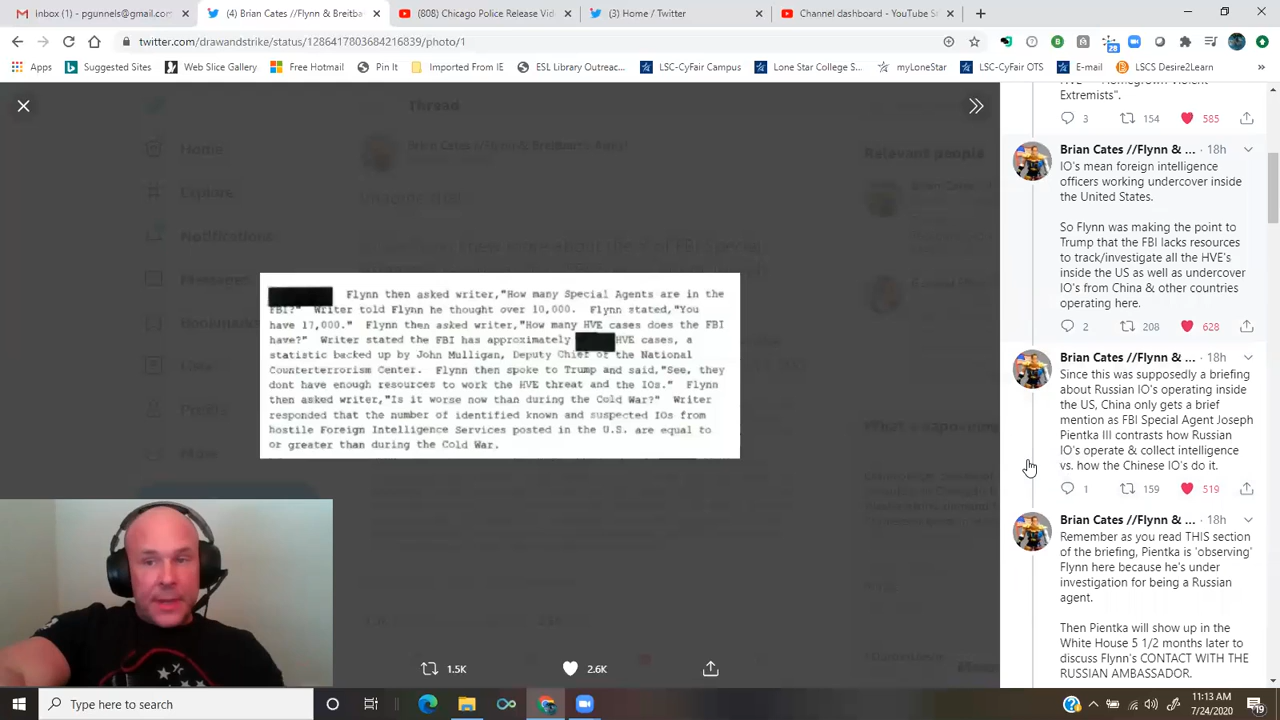 Inbox (1) - prunnels@gmail.com
(4) Brian Cates //Flynn & Breitba
(808) Chicago Police Release Vid
(3) Home / Twitter
Channel dashboard - YouTube S
twitter.com/drawandstrike/status/1286417803684216839/photo/1
28
Apps
Suggested Sites
Web Slice Gallery
Free Hotmail
Pin It
Imported From IE
ESL Library Outreac...
LSC-CyFair Campus
Lone Star College S...
myLoneStar
LSC-CyFair OTS
E-mail
LSCS Desire2Learn
Thread
Home
Explore
Notifications
Relevant people
Flynn then asked writer,"How many Special Agents are in the
FBI?" Writer told Flynn he thought over 10,000. Flynn stated,"You
have 17,000." Flynn then asked writer,"How many HVE cases does the FBI
have?" Writer stated the FBI has approximately HVE cases, a
statistic backed up by John Mulligan, Deputy Chief of the National
Counterterrorism Center. Flynn then spoke to Trump and said,"See, they
dont have enough resources to work the HVE threat and the IOs." Flynn
then asked writer,"Is it worse now than during the Cold War?" Writer
responded that the number of identified known and suspected IOs from
hostile Foreign Intelligence Services posted in the U.S. are equal to
or greater than during the Cold War.
1.5K
2.6K
Extremists".
3 154 585
Brian Cates //Flynn & ... · 18h
IO's mean foreign intelligence
officers working undercover inside
the United States.
So Flynn was making the point to
Trump that the FBI lacks resources
to track/investigate all the HVE's
inside the US as well as undercover
IO's from China & other countries
operating here.
2 208 628
Brian Cates //Flynn & ... · 18h
Since this was supposedly a briefing
about Russian IO's operating inside
the US, China only gets a brief
mention as FBI Special Agent Joseph
Pientka III contrasts how Russian
IO's operate & collect intelligence
vs. how the Chinese IO's do it.
1 159 519
Brian Cates //Flynn & ... · 18h
Remember as you read THIS section
of the briefing, Pientka is 'observing'
Flynn here because he's under
investigation for being a Russian
agent.
Then Pientka will show up in the
White House 5 1/2 months later to
discuss Flynn's CONTACT WITH THE
RUSSIAN AMBASSADOR.
Type here to search
11:13 AM
7/24/2020
19